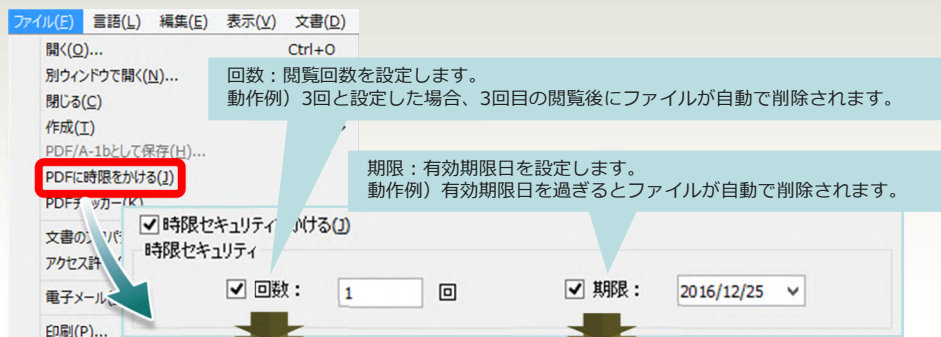 ファイル(F) 言語(L) 編集(E) 表示(V) 文書(D)
開く(O)... Ctrl+O
別ウィンドウで開く(N)...
閉じる(C)
作成(T)
PDF/A-1bとして保存(H)...
PDFに時限をかける(J)
回数：閲覧回数を設定します。
動作例）3回と設定した場合、3回目の閲覧後にファイルが自動で削除されます。
期限：有効期限日を設定します。
動作例）有効期限日を過ぎるとファイルが自動で削除されます。
PDFチェッカー(K)
文書の
アクセス許
電子メール
印刷(P)...
時限セキュリティ かける(J)
時限セキュリティ
回数： 1 回 期限： 2016/12/25